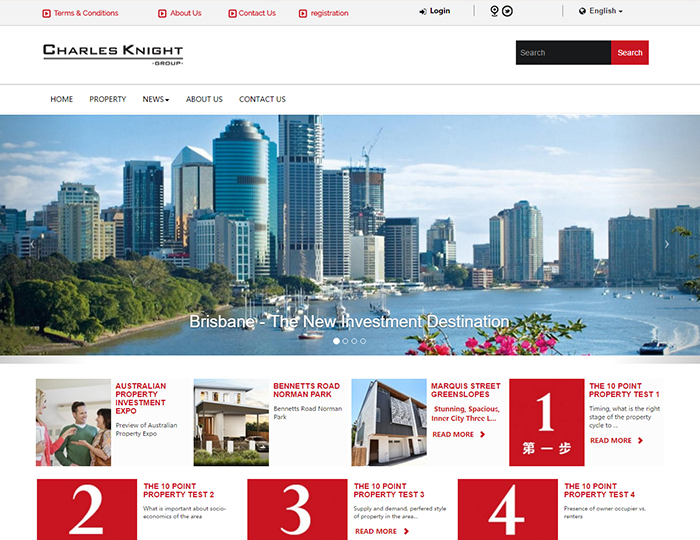 Terms & Conditions About Us Contact Us registration Login English
CHARLES KNIGHT
-GROUP-
Search Search
HOME PROPERTY NEWS ABOUT US CONTACT US
Brisbane - The New Investment Destination
AUSTRALIAN
PROPERTY
INVESTMENT
EXPO
Preview of Australian
Property Expo
BENNETTS ROAD
NORMAN PARK
Bennetts Road Norman
Park
MARQUIS STREET
GREENSLOPES
Stunning, Spacious,
Inner City Three L...
READ MORE
1
第一步
THE 10 POINT
PROPERTY TEST 1
Timing, what is the right
stage of the property
cycle to ...
READ MORE
2
THE 10 POINT
PROPERTY TEST 2
What is important about socio-
economics of the area
3
THE 10 POINT
PROPERTY TEST 3
Supply and demand, perfered style
of property in the area...
READ MORE
4
THE 10 POINT
PROPERTY TEST 4
Presence of owner occupier vs.
renters